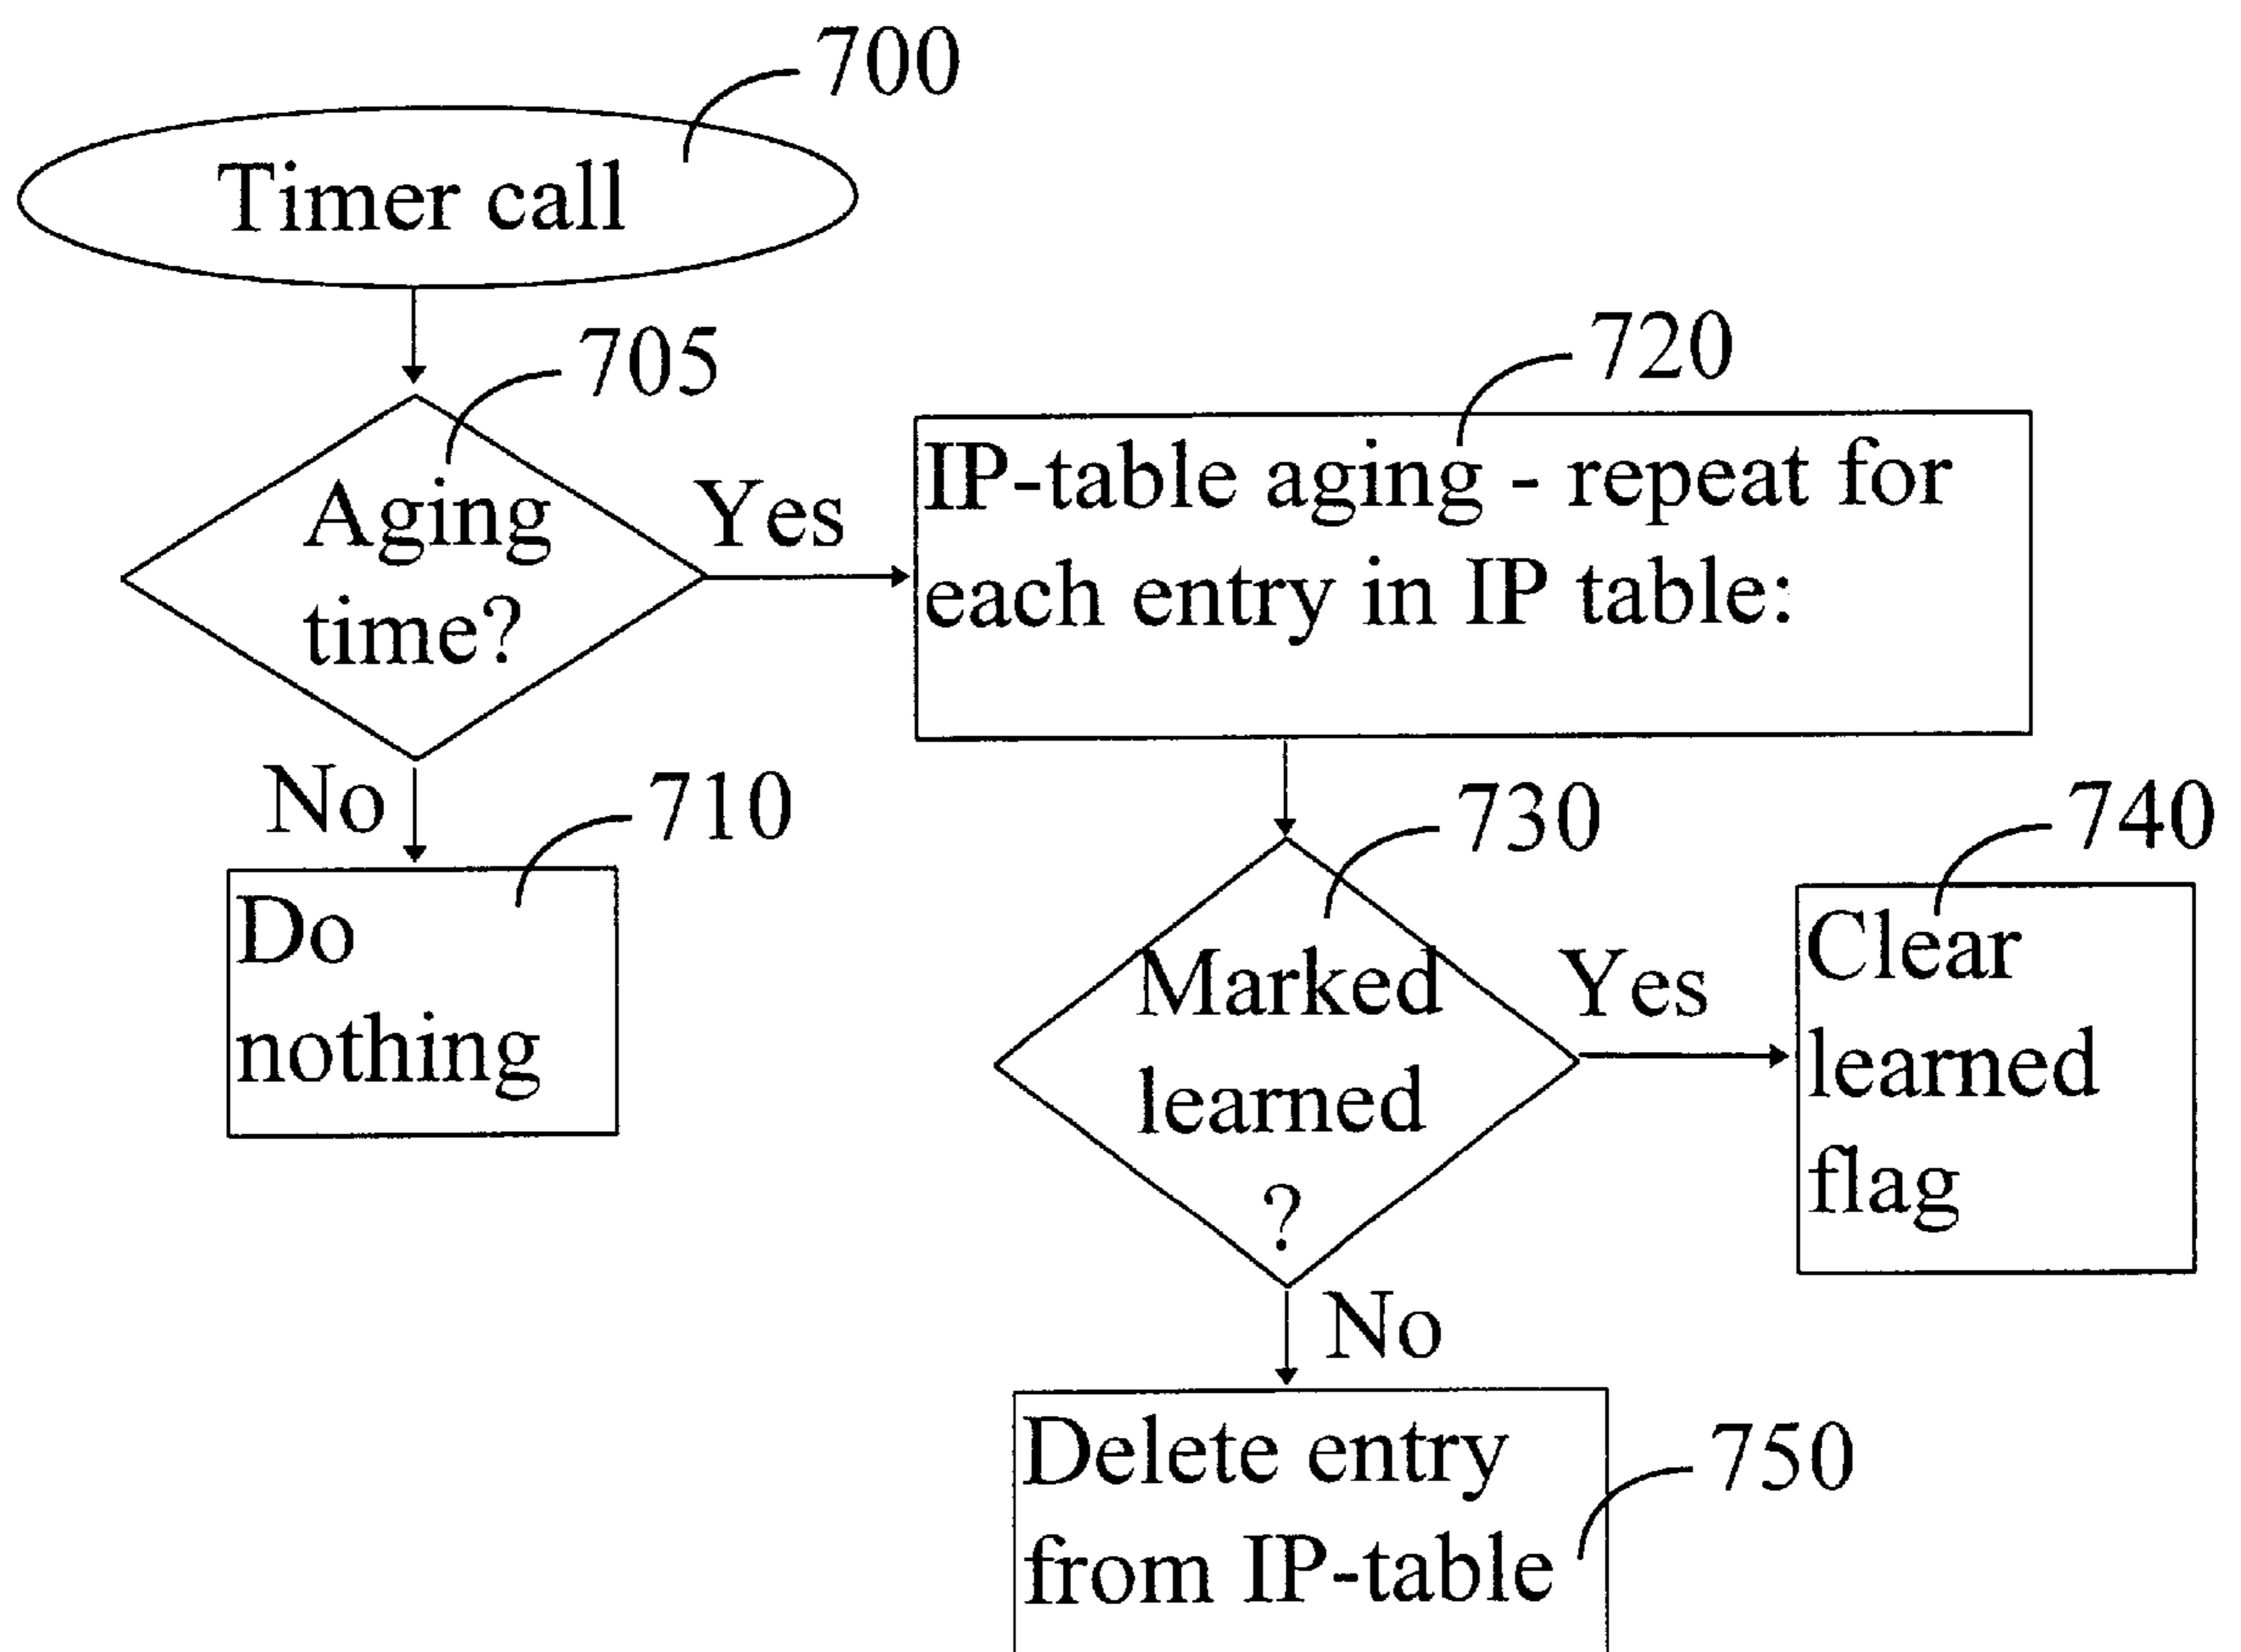 700
Timer call
705
Aging
time?
Yes
720
IP-table aging - repeat for
each entry in IP table:
No
710
Do
nothing
730
Marked
learned
?
Yes
740
Clear
learned
flag
No
750
Delete entry
from IP-table